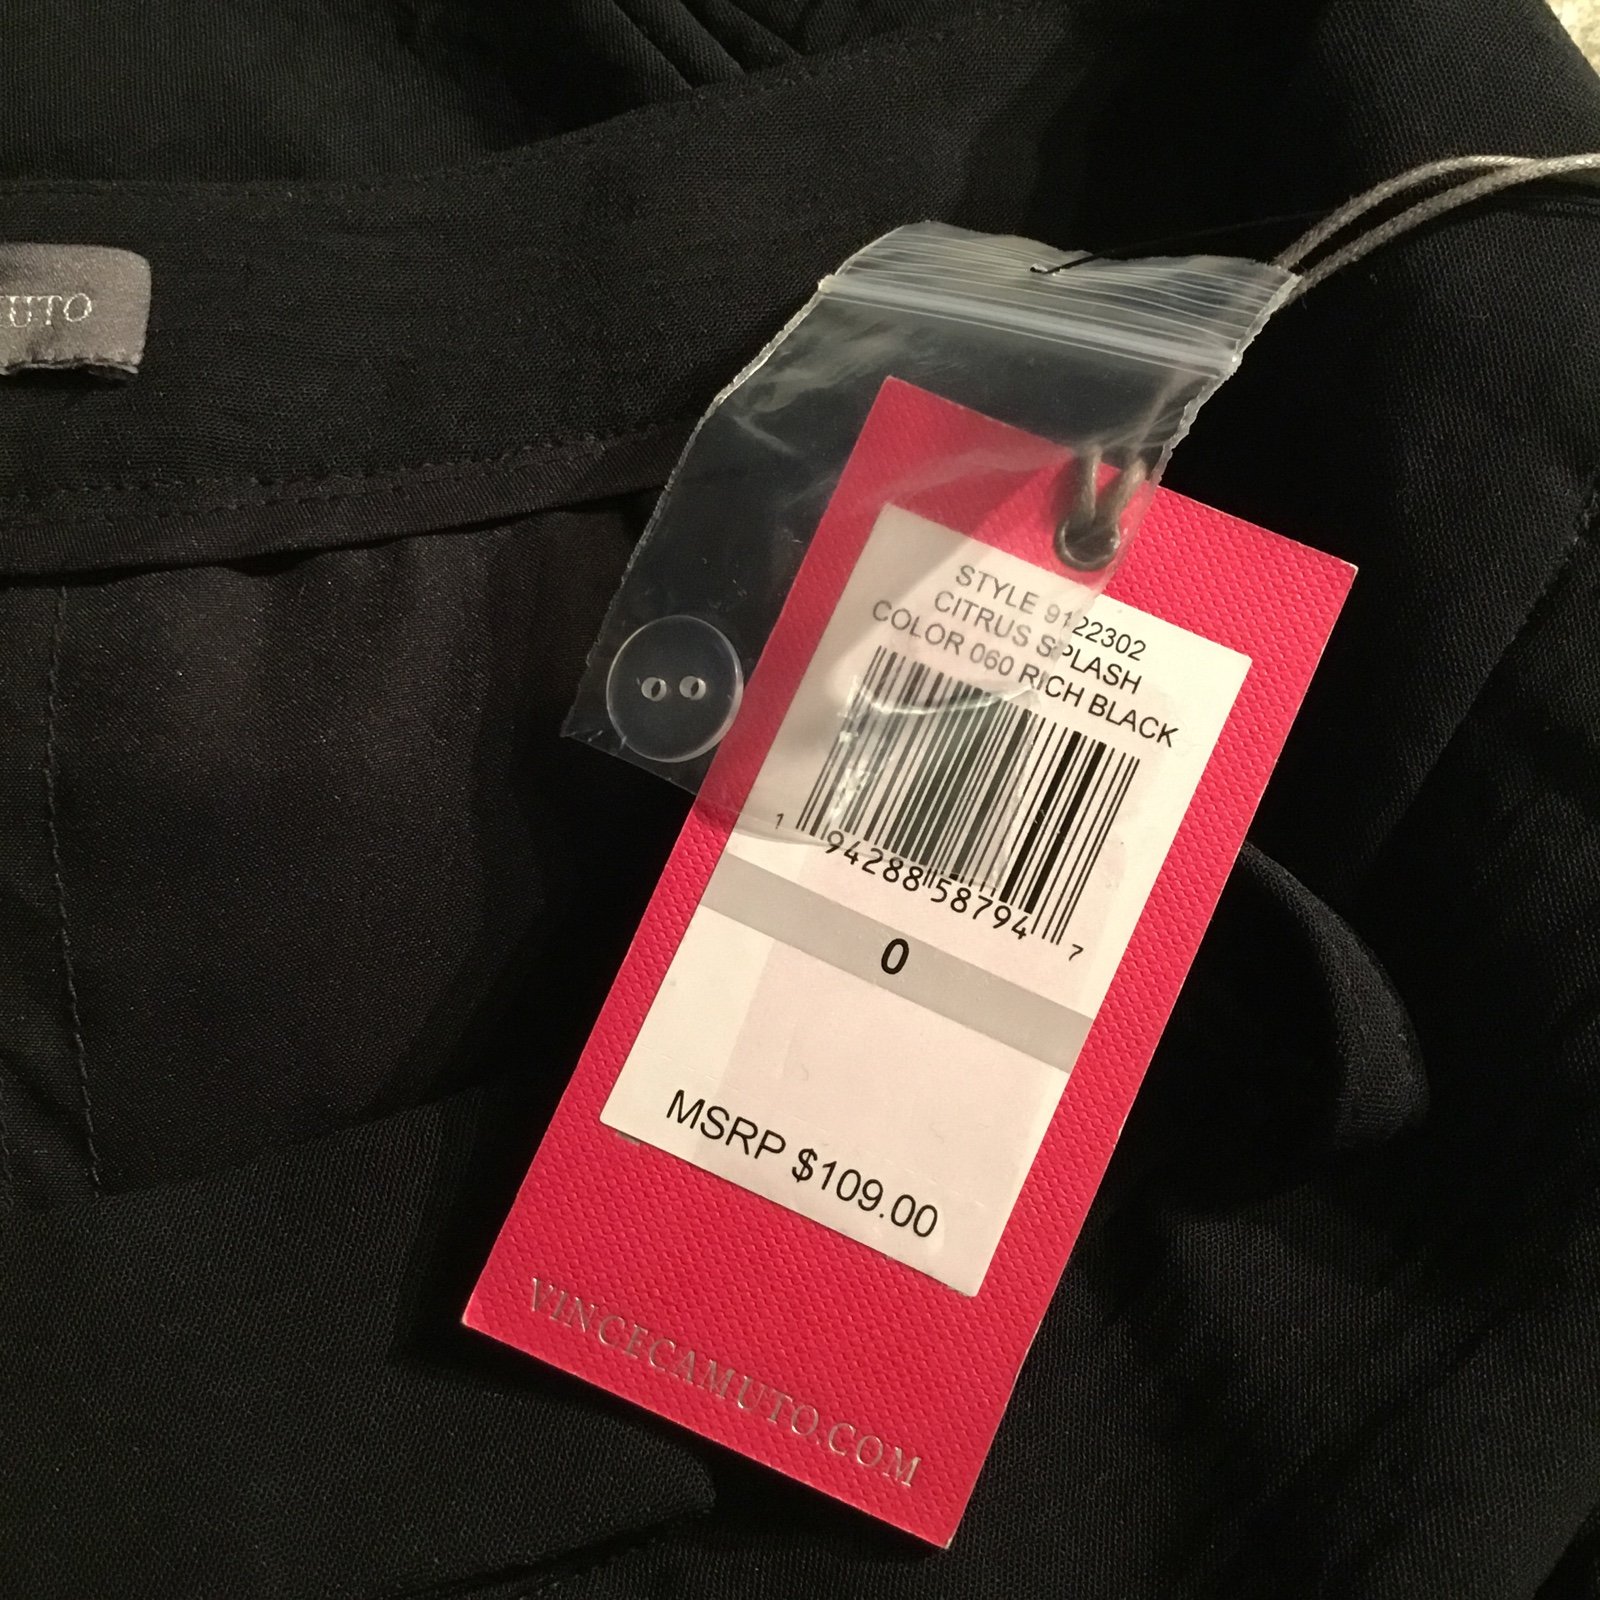 UTO
STYLE 9122302
CITRUS SPLASH
COLOR 060 RICH BLACK
1 94288 58794 7
0
MSRP $109.00
VINCECAMUTO.COM